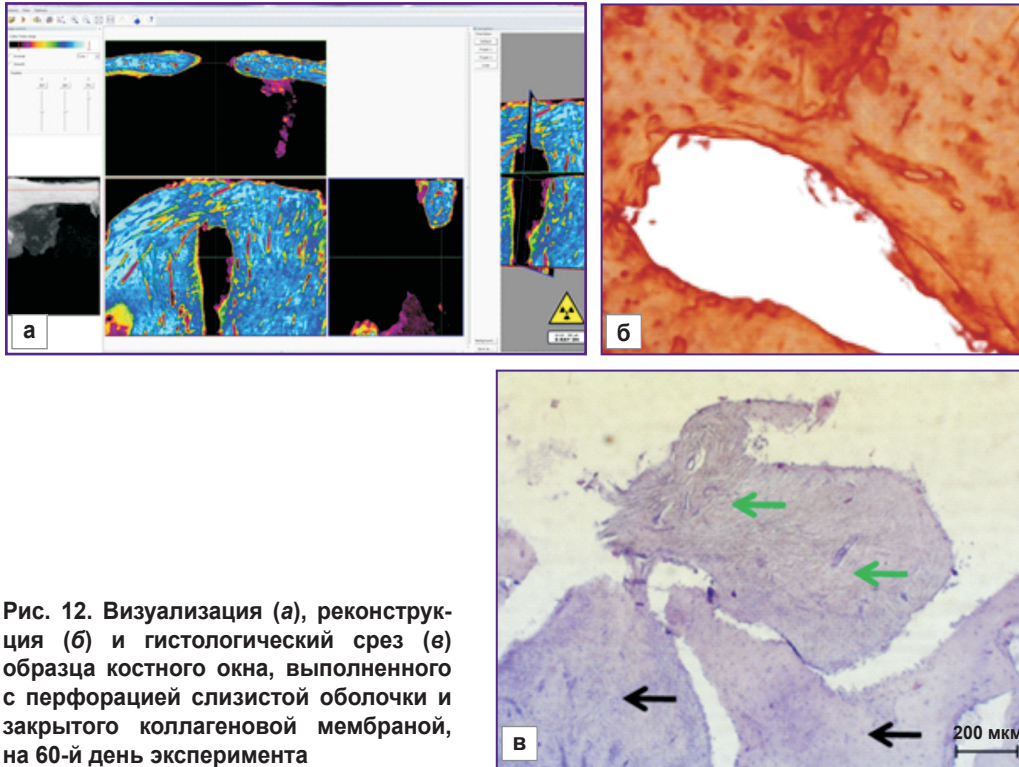 а
б
в
200 мкм
Рис. 12. Визуализация (а), реконструк-
ция (б) и гистологический срез (в)
образца костного окна, выполненного
с перфорацией слизистой оболочки и
закрытого коллагеновой мембраной,
на 60-й день эксперимента